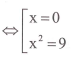 ⇔[x = 0
x² = 9